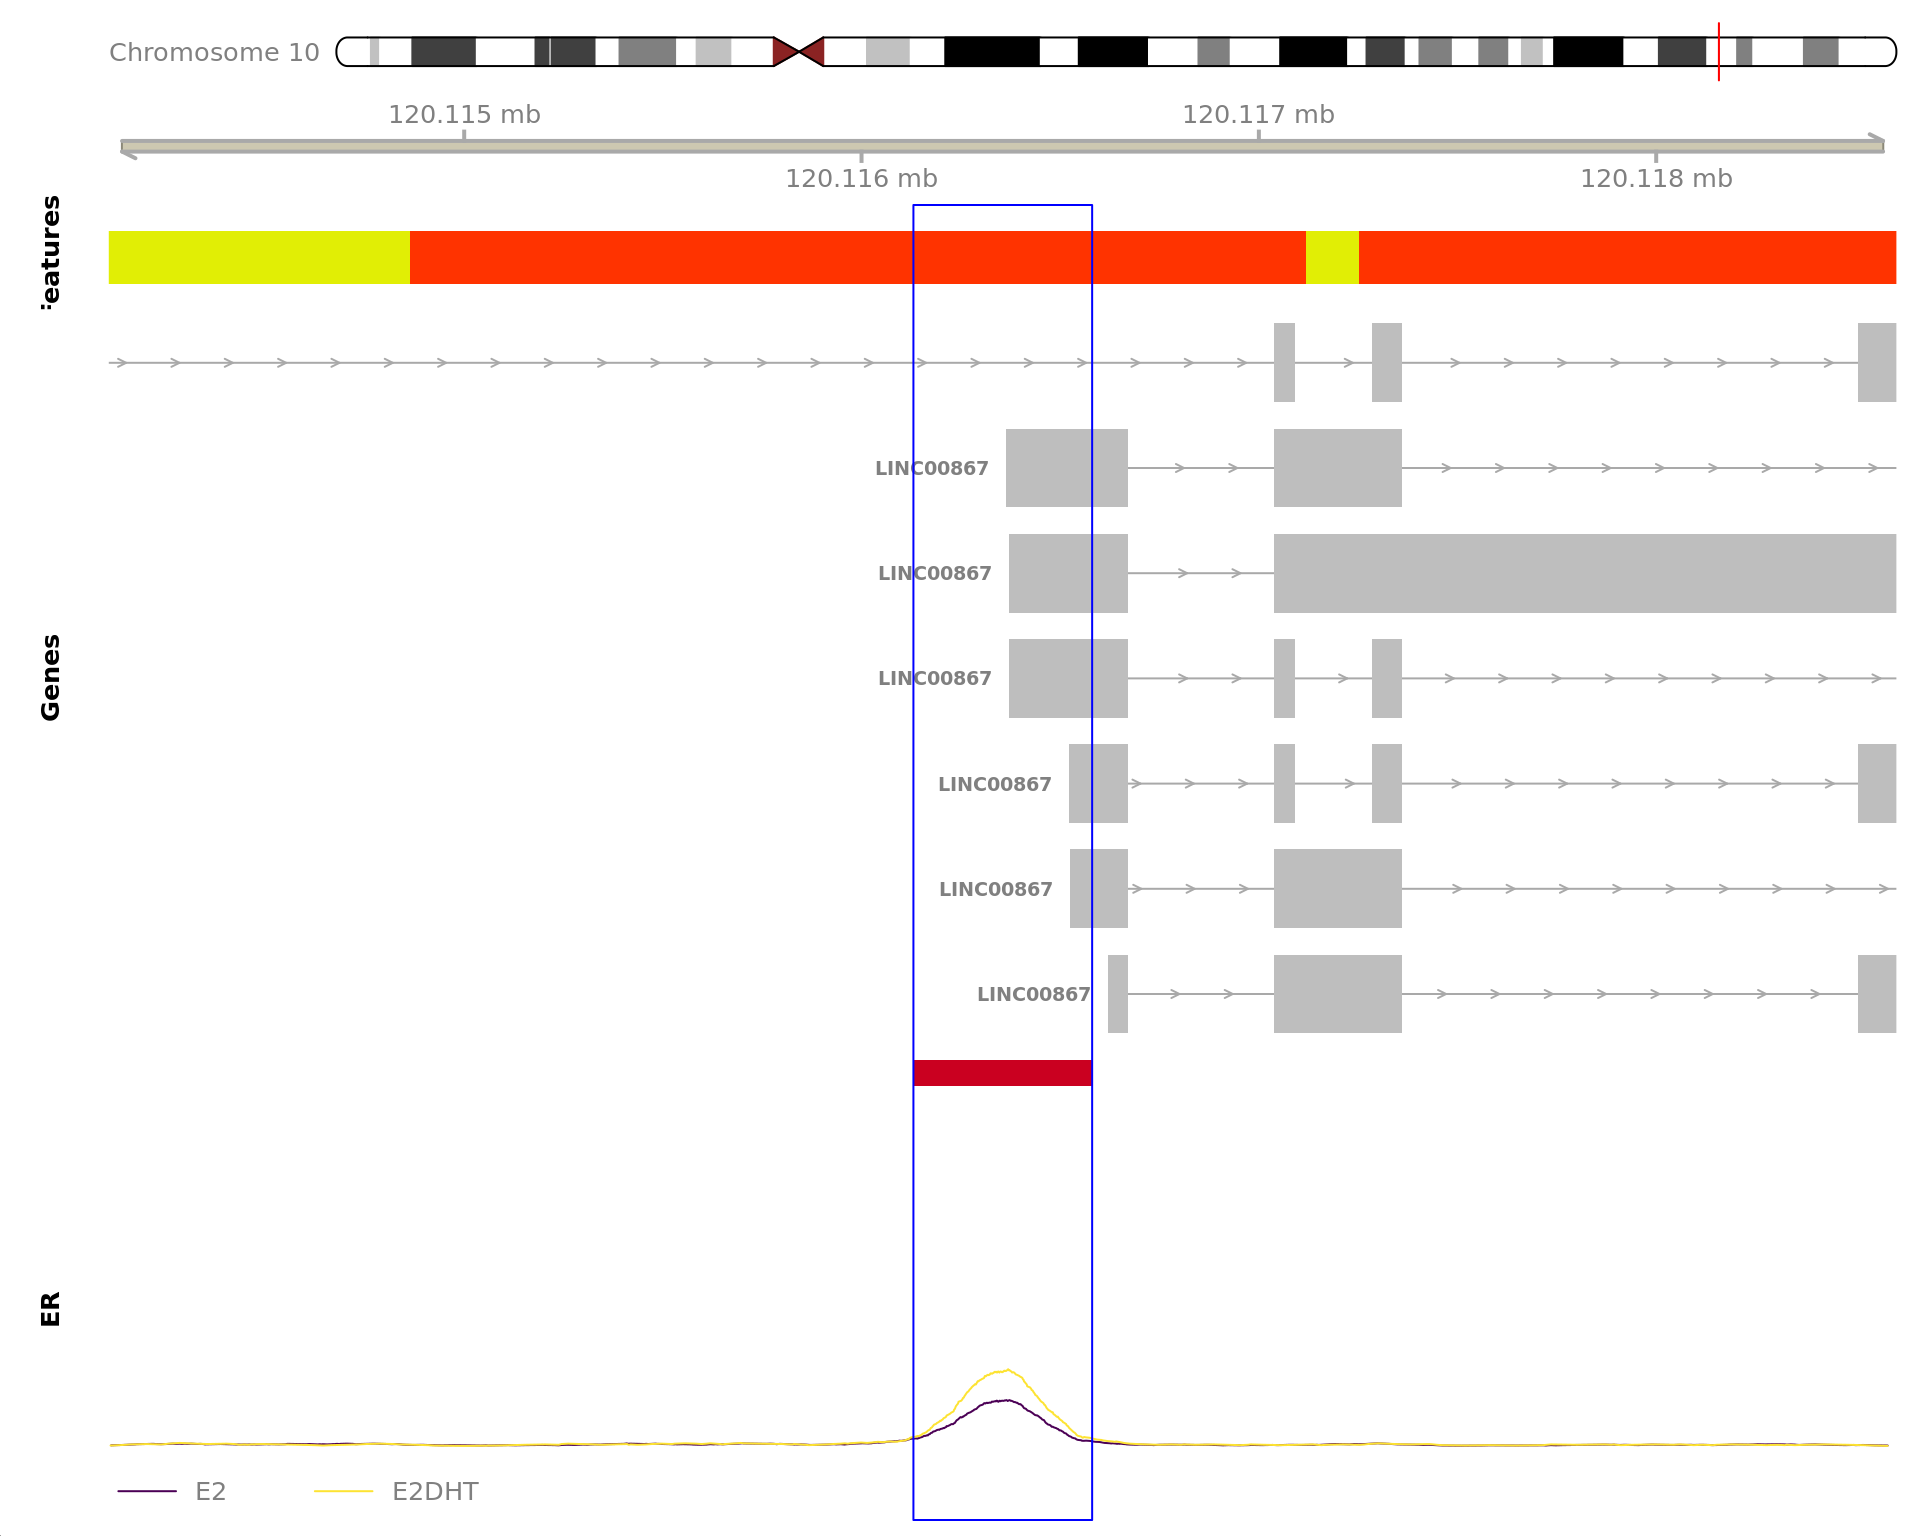 Chromosome 10
120.115 mb
120.117 mb
120.116 mb
120.118 mb
eatures
Genes
LINC00867
LINC00867
LINC00867
LINC00867
LINC00867
LINC00867
ER
E2
E2DHT